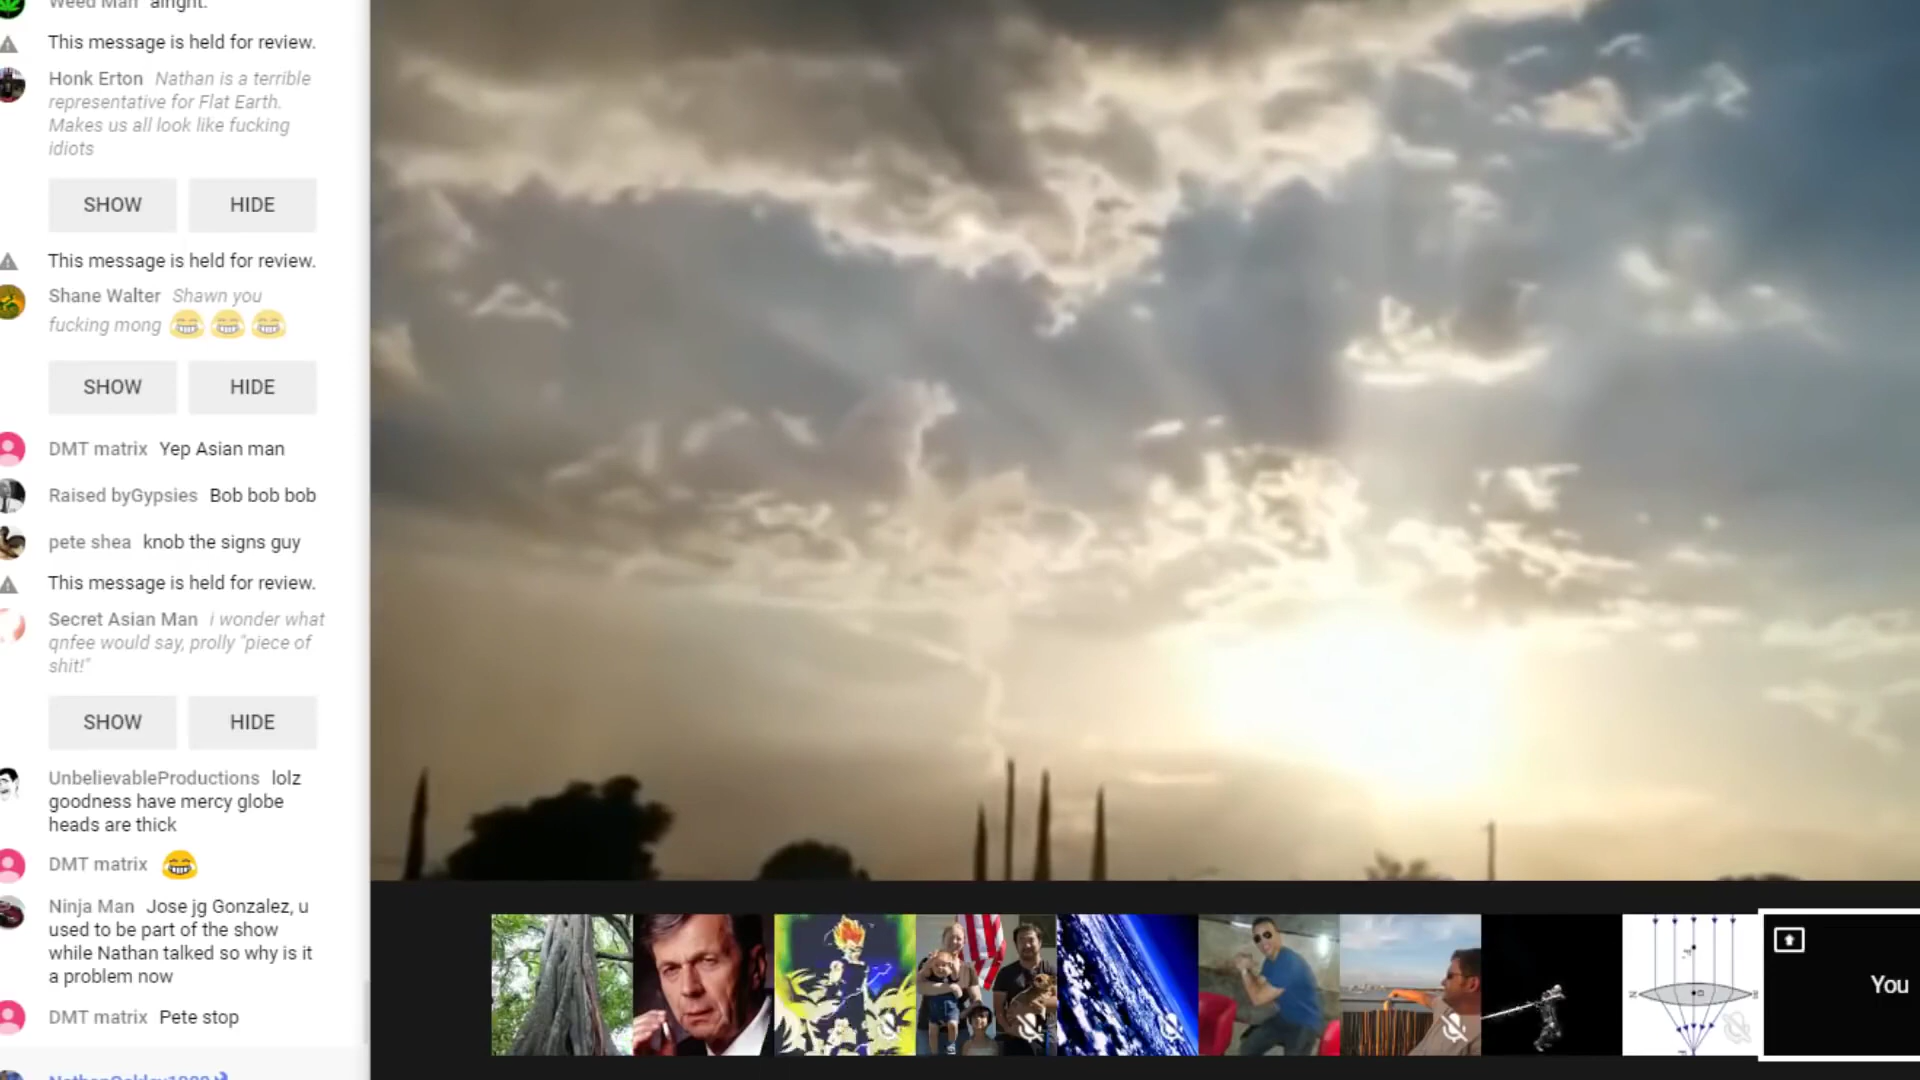 Weed Man alright.
This message is held for review.
Honk Erton Nathan is a terrible
representative for Flat Earth.
Makes us all look like fucking
idiots
SHOW HIDE
This message is held for review.
Shane Walter Shawn you
fucking mong
SHOW HIDE
DMT matrix Yep Asian man
Raised byGypsies Bob bob bob
pete shea knob the signs guy
This message is held for review.
Secret Asian Man i wonder what
qnfee would say, prolly "piece of
shit!"
SHOW HIDE
UnbelievableProductions lolz
goodness have mercy globe
heads are thick
DMT matrix
Ninja Man Jose jg Gonzalez, u
used to be part of the show
while Nathan talked so why is it
a problem now
DMT matrix Pete stop
You